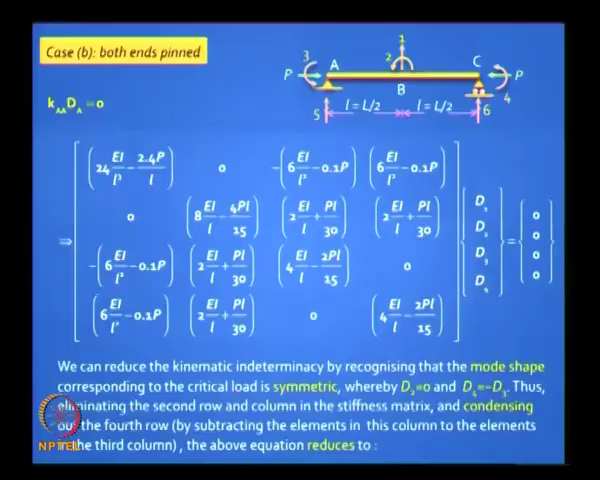 Case (b): both ends pinned
1
3 A 2 C
P P
B 4
5 l = L/2 l = L/2 6
k_AA D_A = 0
⇒ [ (24 EI/l³ − 2.4P/l) 0 −(6 EI/l² − 0.1P) (6 EI/l² − 0.1P) ] { D₁ } = { 0 }
0 (8 EI/l − 4Pl/15) (2 EI/l + Pl/30) (2 EI/l + Pl/30) D₂ 0
−(6 EI/l² − 0.1P) (2 EI/l + Pl/30) (4 EI/l − 2Pl/15) 0 D₃ 0
(6 EI/l² − 0.1P) (2 EI/l + Pl/30) 0 (4 EI/l − 2Pl/15) D₄ 0
We can reduce the kinematic indeterminacy by recognising that the mode shape
corresponding to the critical load is symmetric, whereby D₂=0 and D₄=−D₃. Thus,
eliminating the second row and column in the stiffness matrix, and condensing
out the fourth row (by subtracting the elements in this column to the elements
in the third column) , the above equation reduces to :
NPTEL